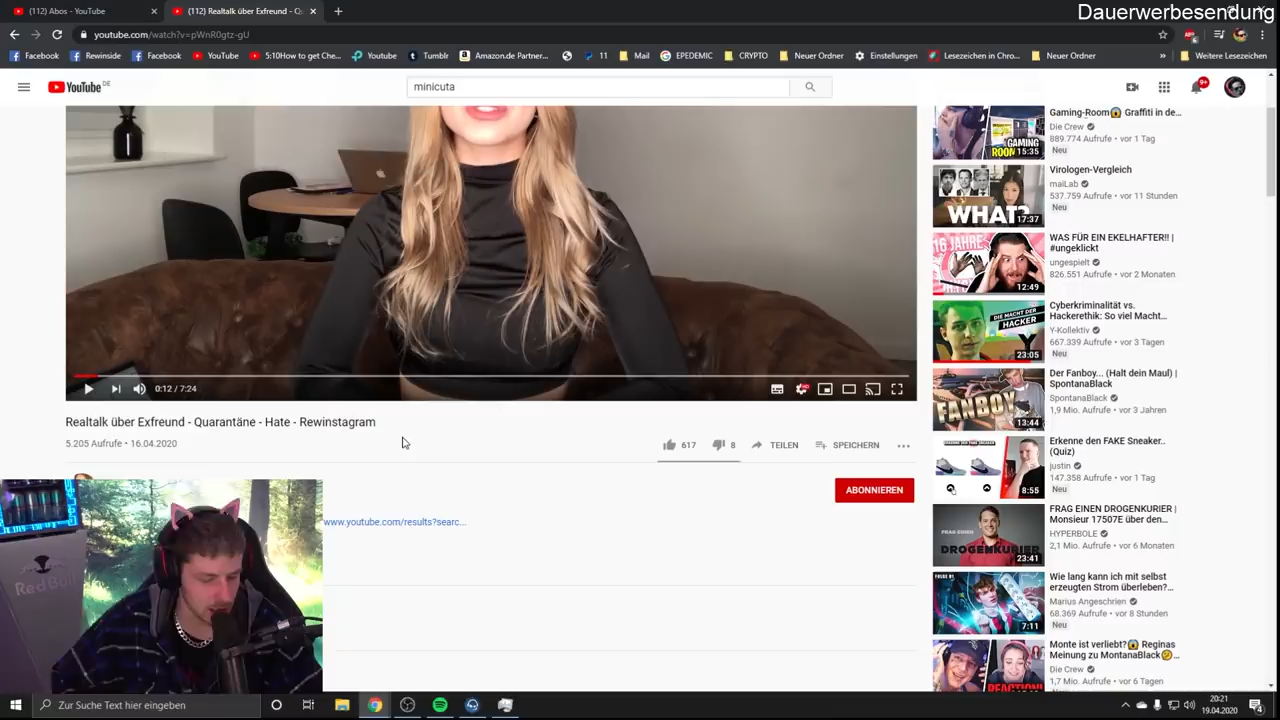 Dauerwerbesendung
(112) Abos - YouTube
(112) Realtalk über Exfreund - Qu
youtube.com/watch?v=pWnR0gtz-gU
Facebook
Rewinside
Facebook
YouTube
5:10How to get Che...
Youtube
Tumblr
Amazon.de Partner...
11
Mail
EPEDEMIC
CRYPTO
Neuer Ordner
Einstellungen
Lesezeichen in Chro...
Neuer Ordner
»
Weitere Lesezeichen
YouTube DE
minicuta
9+
0:12 / 7:24
Realtalk über Exfreund - Quarantäne - Hate - Rewinstagram
5.205 Aufrufe • 16.04.2020
617
8
TEILEN
SPEICHERN
ABONNIEREN
www.youtube.com/results?searc...
Red Bull
GAMING
ROOM
15:35
Gaming-Room😱 Graffiti in de...
Die Crew
889.774 Aufrufe • vor 1 Tag
Neu
WHAT?
17:37
Virologen-Vergleich
maiLab
537.759 Aufrufe • vor 11 Stunden
Neu
16 JAHRE
12:49
WAS FÜR EIN EKELHAFTER!! |
#ungeklickt
ungespielt
826.551 Aufrufe • vor 2 Monaten
DIE MACHT DER
HACKER
Y
23:05
Cyberkriminalität vs.
Hackerethik: So viel Macht...
Y-Kollektiv
667.339 Aufrufe • vor 3 Tagen
Neu
FANBOY
13:44
Der Fanboy... (Halt dein Maul) |
SpontanaBlack
SpontanaBlack
1,9 Mio. Aufrufe • vor 3 Jahren
8:55
Erkenne den FAKE Sneaker..
(Quiz)
justin
147.358 Aufrufe • vor 1 Tag
Neu
FRAG EINEN
DROGENKURIER
23:41
FRAG EINEN DROGENKURIER |
Monsieur 17507E über den...
HYPERBOLE
2,1 Mio. Aufrufe • vor 6 Monaten
FOLGE 01
7:11
Wie lang kann ich mit selbst
erzeugten Strom überleben?...
Marius Angeschrien
68.369 Aufrufe • vor 8 Stunden
Neu
REACTION!
Monte ist verliebt?😱 Reginas
Meinung zu MontanaBlack🤣...
Die Crew
1,7 Mio. Aufrufe • vor 6 Tagen
Zur Suche Text hier eingeben
20:21
19.04.2020
4